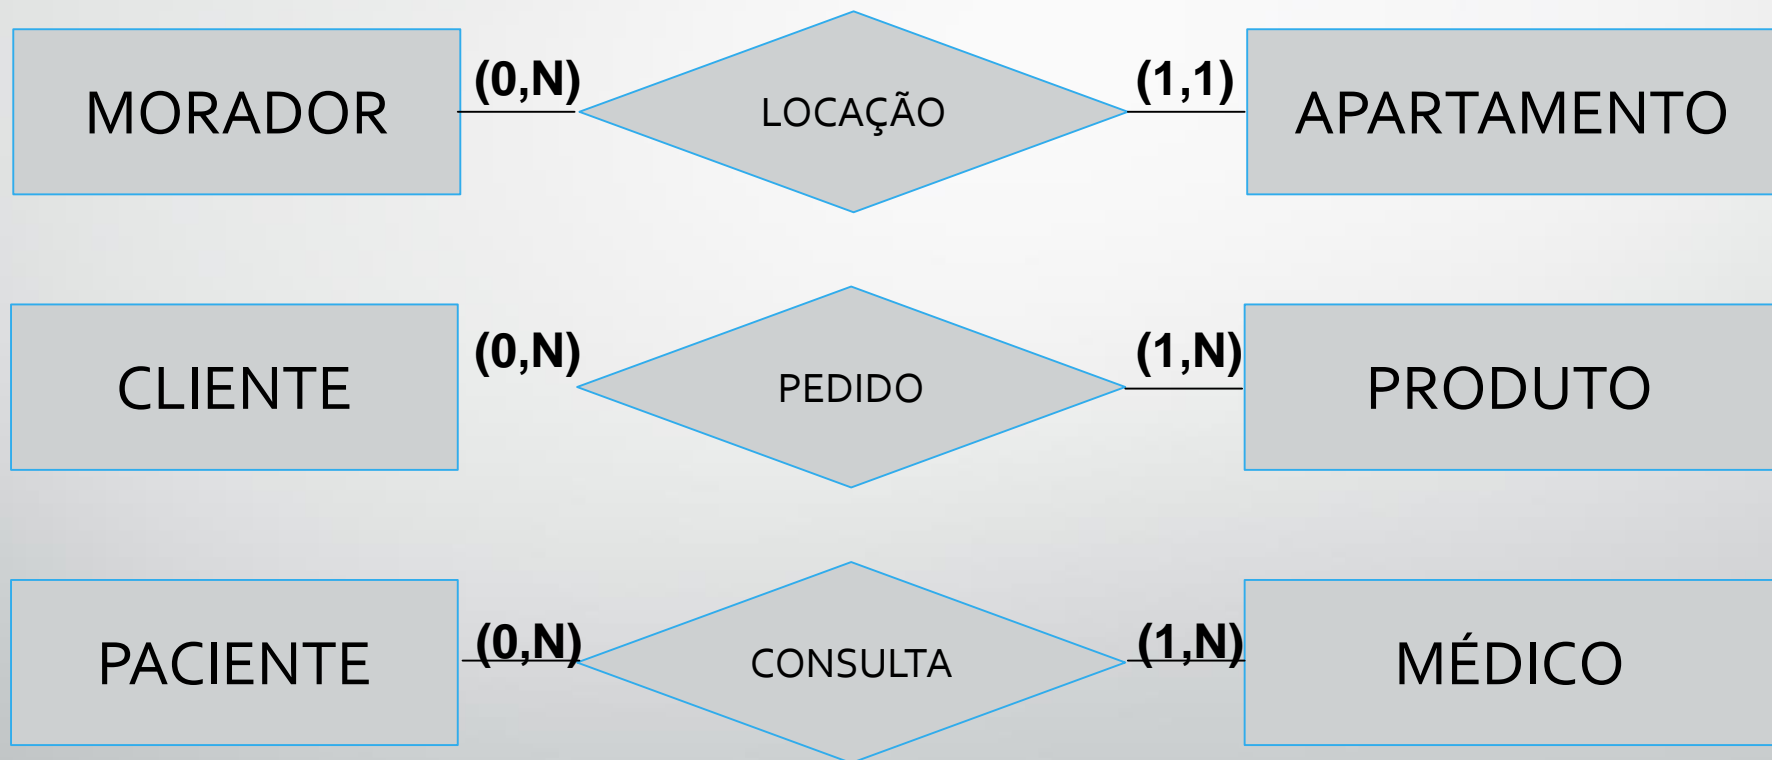 MORADOR (0,N) LOCAÇÃO (1,1) APARTAMENTO
CLIENTE (0,N) PEDIDO (1,N) PRODUTO
PACIENTE (0,N) CONSULTA (1,N) MÉDICO